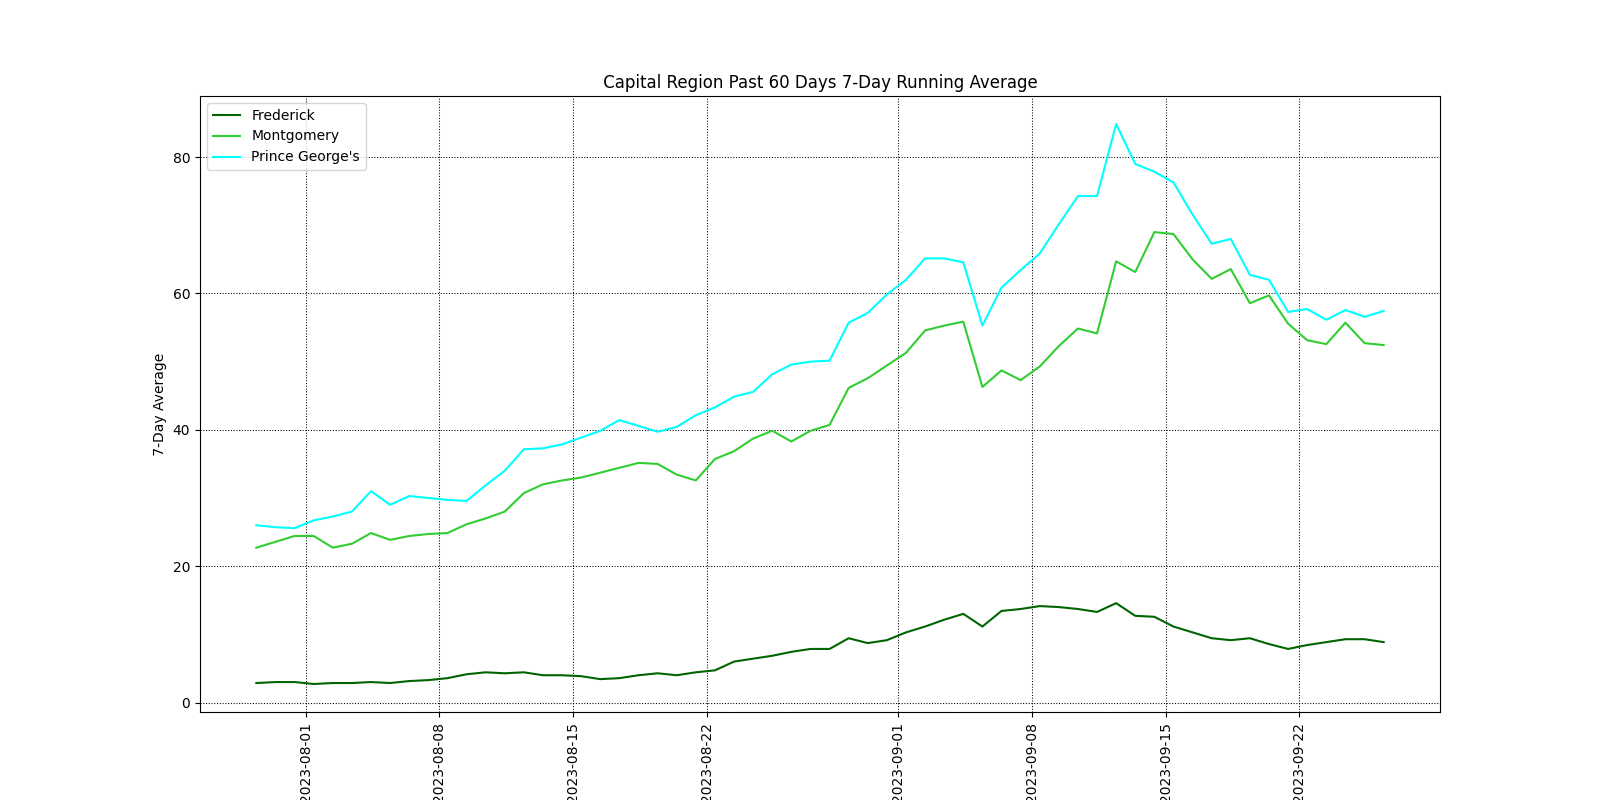 Capital Region Past 60 Days 7-Day Running Average
Frederick
Montgomery
Prince George's
80
60
40
20
0
7-Day Average
2023-08-01
2023-08-08
2023-08-15
2023-08-22
2023-09-01
2023-09-08
2023-09-15
2023-09-22